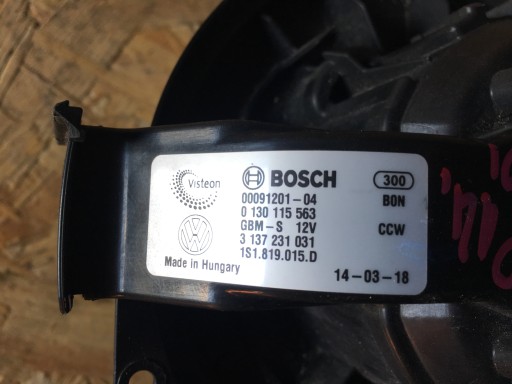 Visteon BOSCH 300
00091201-04 BON
0 130 115 563
GBM-S 12V CCW
3 137 231 031
Made in Hungary 1S1.819.015.D
14-03-18